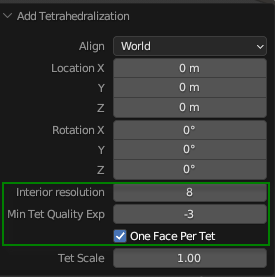 Add Tetrahedralization
Align World
Location X 0 m
Y 0 m
Z 0 m
Rotation X 0°
Y 0°
Z 0°
Interior resolution 8
Min Tet Quality Exp -3
One Face Per Tet
Tet Scale 1.00